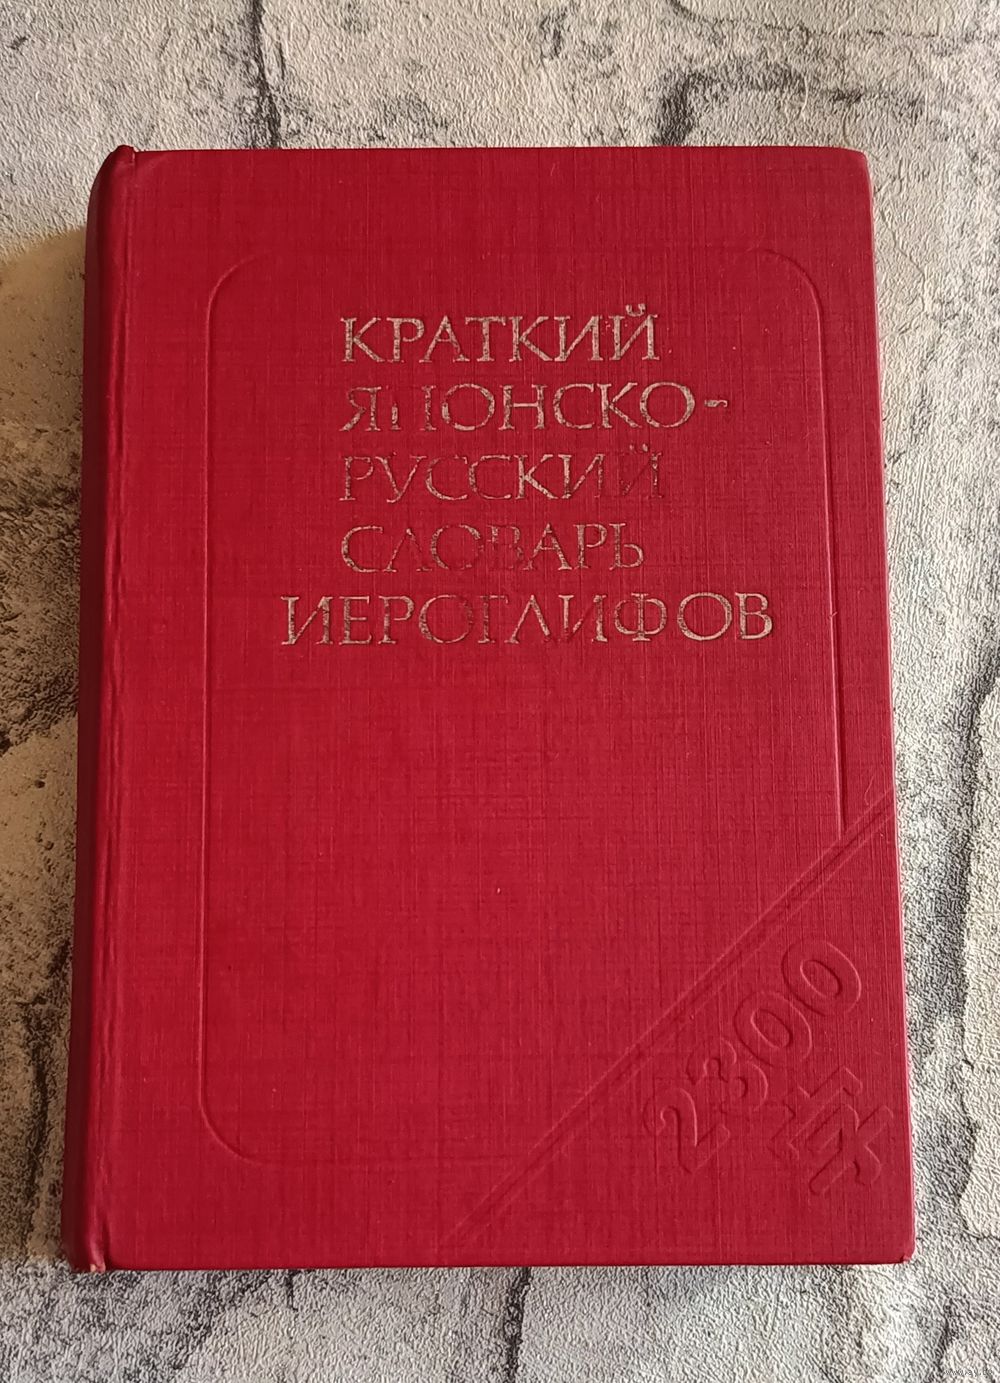 КРАТКИЙ
ЯПОНСКО-
РУССКИЙ
СЛОВАРЬ
ИЕРОГЛИФОВ
2300
字